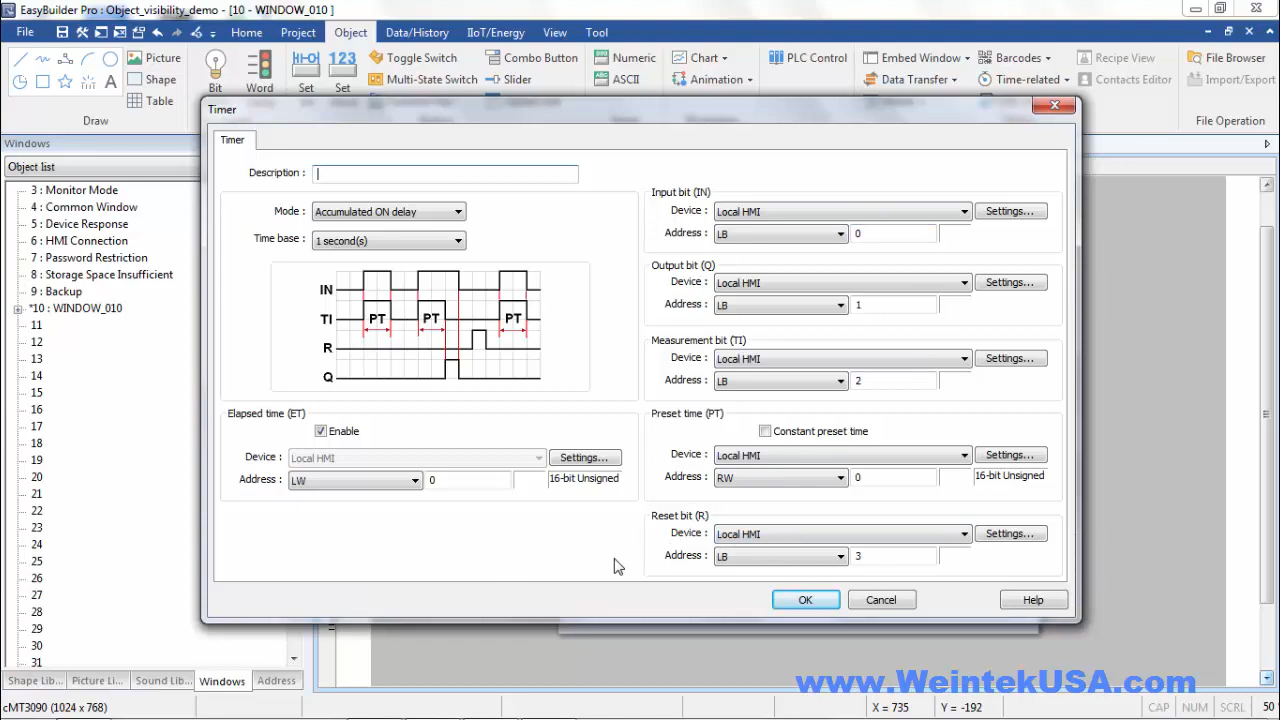 EasyBuilder Pro : Object_visibility_demo - [10 - WINDOW_010 ]
File Home Project Object Data/History IIoT/Energy View Tool
Picture Shape Table A Draw
Bit Word Set Set
Toggle Switch
Multi-State Switch
Combo Button
Slider
Numeric
ASCII
Chart
Animation
PLC Control
Embed Window
Data Transfer
Barcodes
Time-related
Recipe View
Contacts Editor
File Browser
Import/Export
File Operation
Windows
Object list
3 : Monitor Mode
4 : Common Window
5 : Device Response
6 : HMI Connection
7 : Password Restriction
8 : Storage Space Insufficient
9 : Backup
*10 : WINDOW_010
11
12
13
14
15
16
17
18
19
20
21
22
23
24
25
26
27
28
29
30
31
Shape Lib... Picture Li... Sound Lib... Windows Address
Timer
Timer
Description :
Mode : Accumulated ON delay
Time base : 1 second(s)
IN
TI PT PT PT
R
Q
Elapsed time (ET)
Enable
Device : Local HMI Settings...
Address : LW 0 16-bit Unsigned
Input bit (IN)
Device : Local HMI Settings...
Address : LB 0
Output bit (Q)
Device : Local HMI Settings...
Address : LB 1
Measurement bit (TI)
Device : Local HMI Settings...
Address : LB 2
Preset time (PT)
Constant preset time
Device : Local HMI Settings...
Address : RW 0 16-bit Unsigned
Reset bit (R)
Device : Local HMI Settings...
Address : LB 3
OK Cancel Help
www.WeintekUSA.com
cMT3090 (1024 x 768) X = 735 Y = -192 CAP NUM SCRL 50